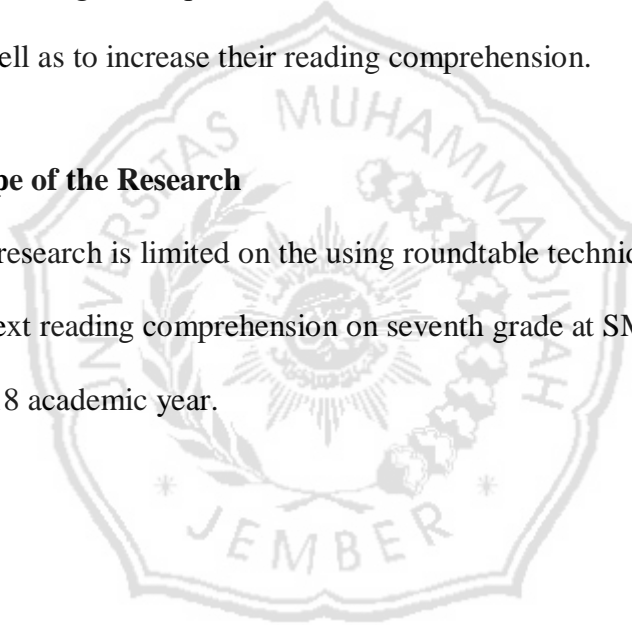 ell as to increase their reading comprehension.
pe of the Research
research is limited on the using roundtable techni
ext reading comprehension on seventh grade at SM
8 academic year.
UNIVERSITAS MUHAMMADIYAH
JEMBER